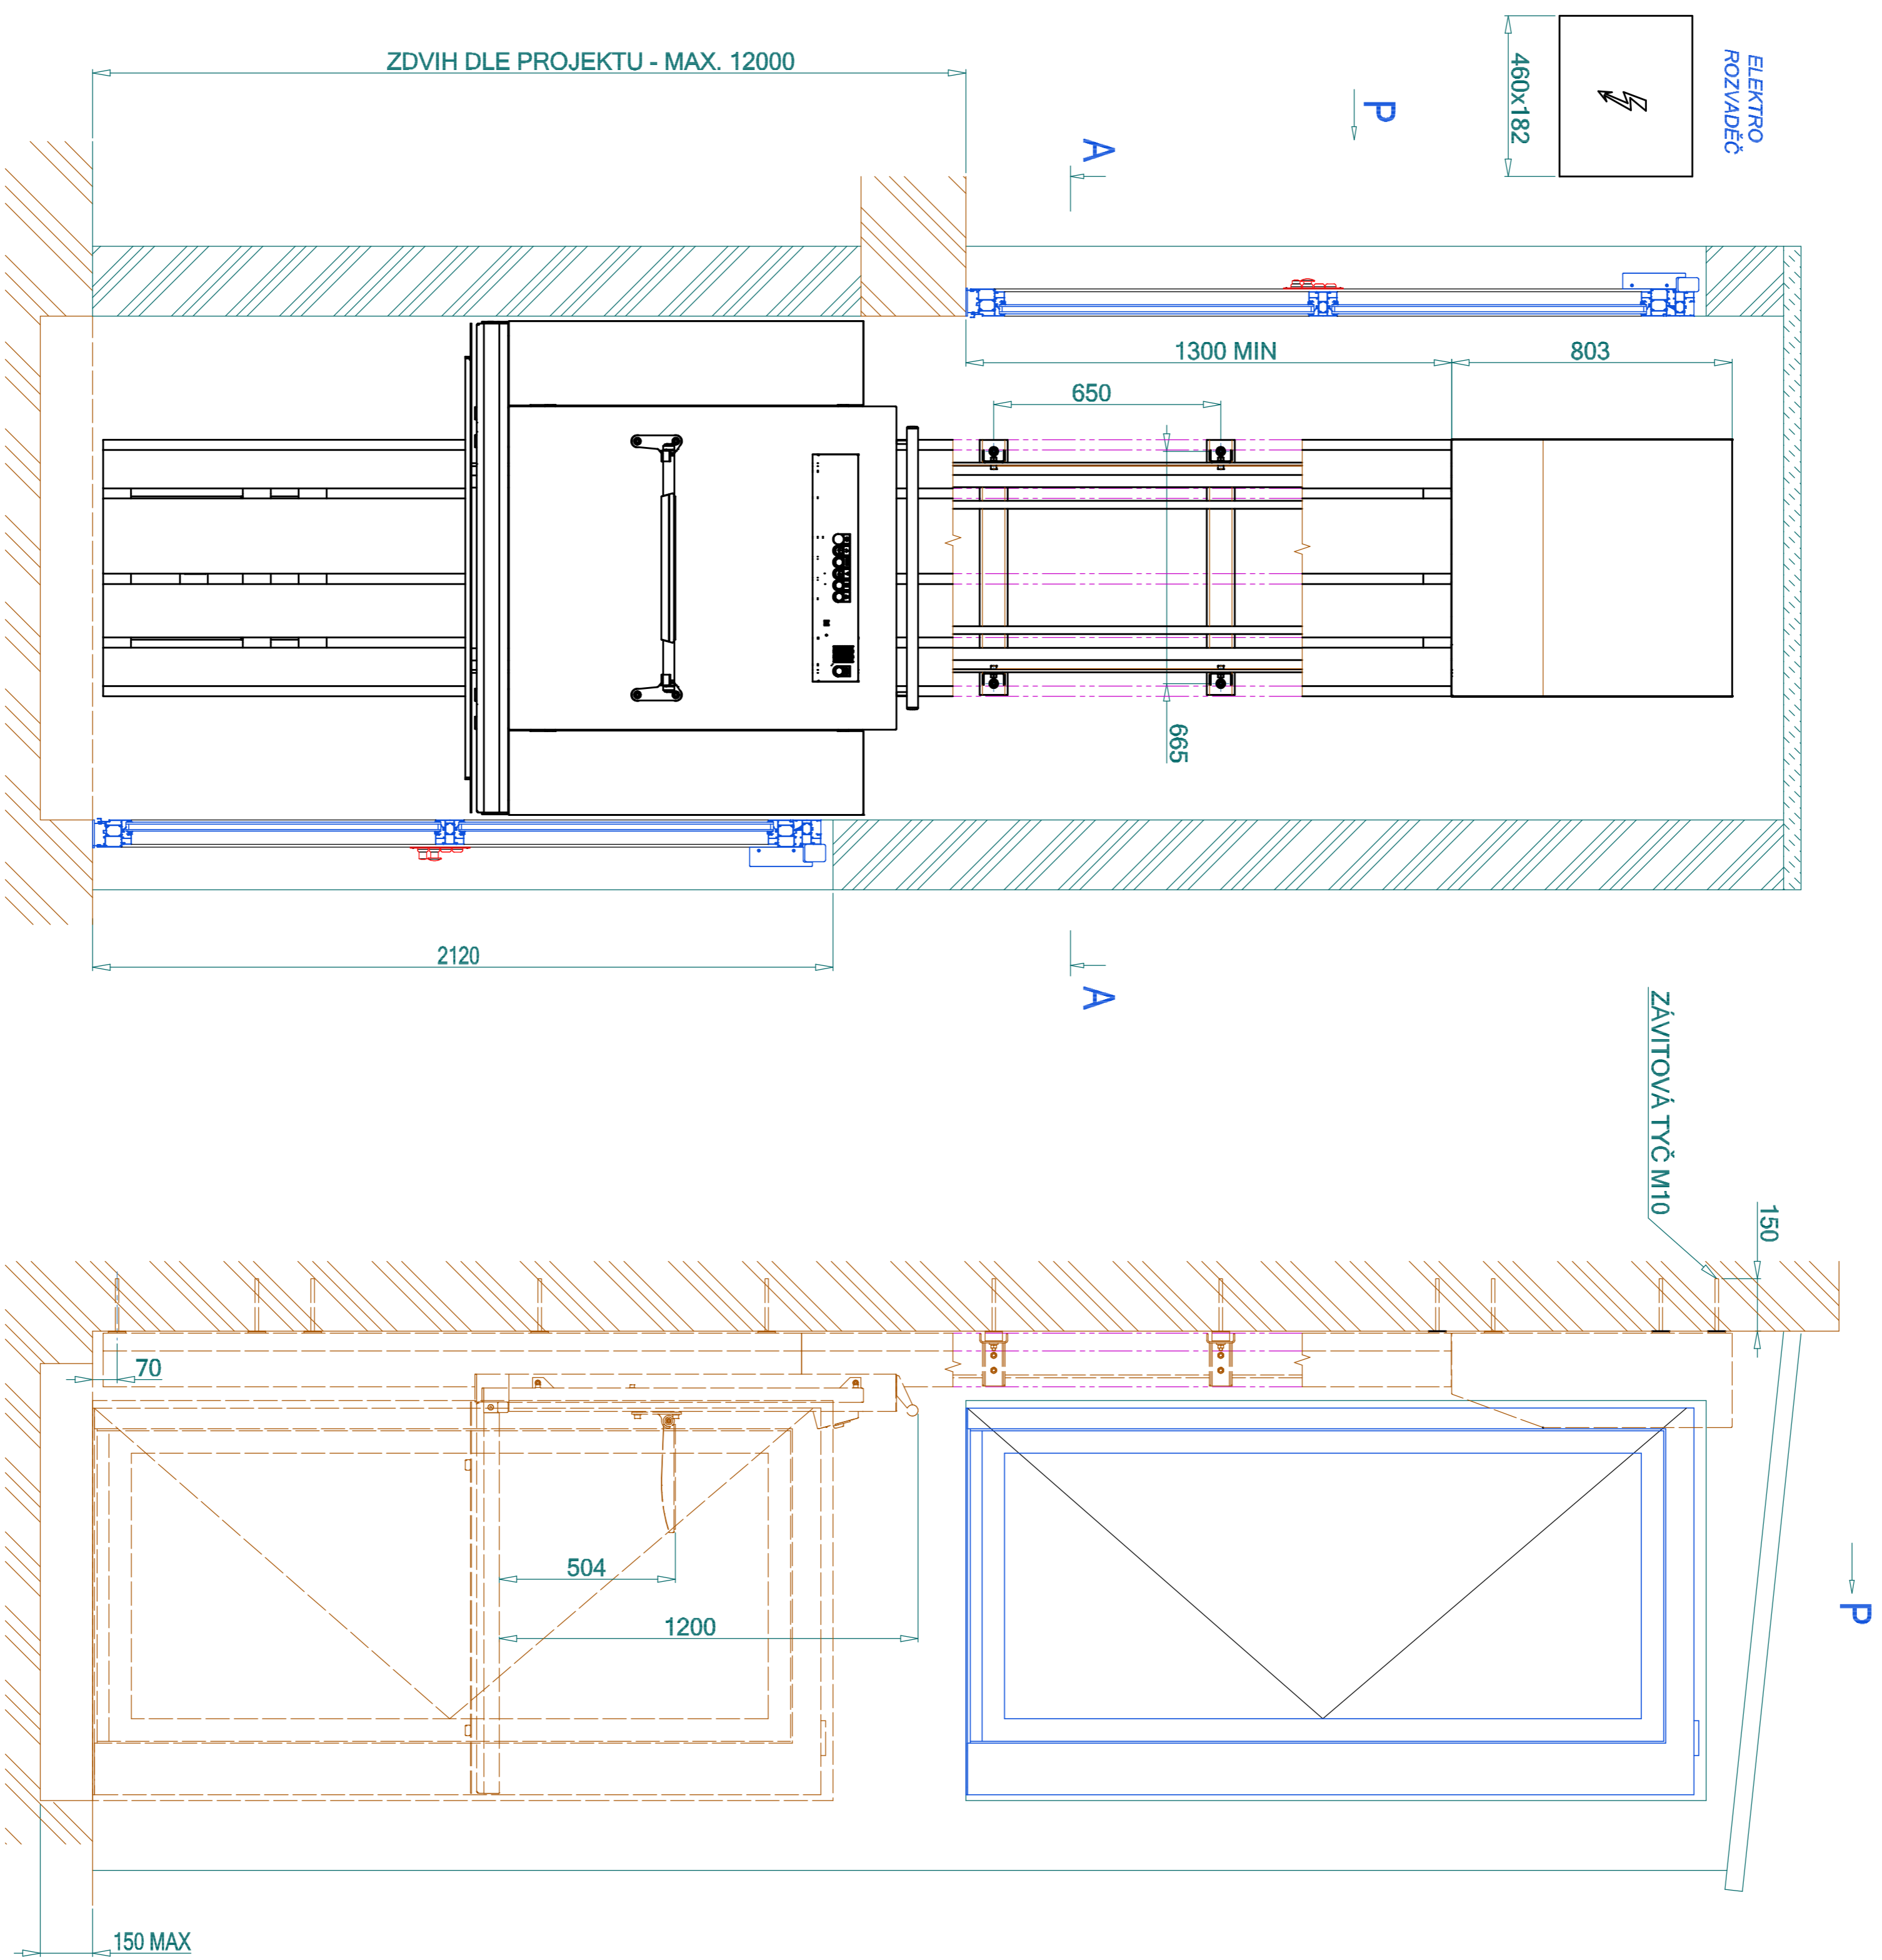 ELEKTRO
ROZVADĚČ
460x182
ZDVIH DLE PROJEKTU - MAX. 12000
P
A
1300 MIN
803
650
665
2120
A
ZÁVITOVÁ TYČ M10
150
70
504
1200
P
150 MAX